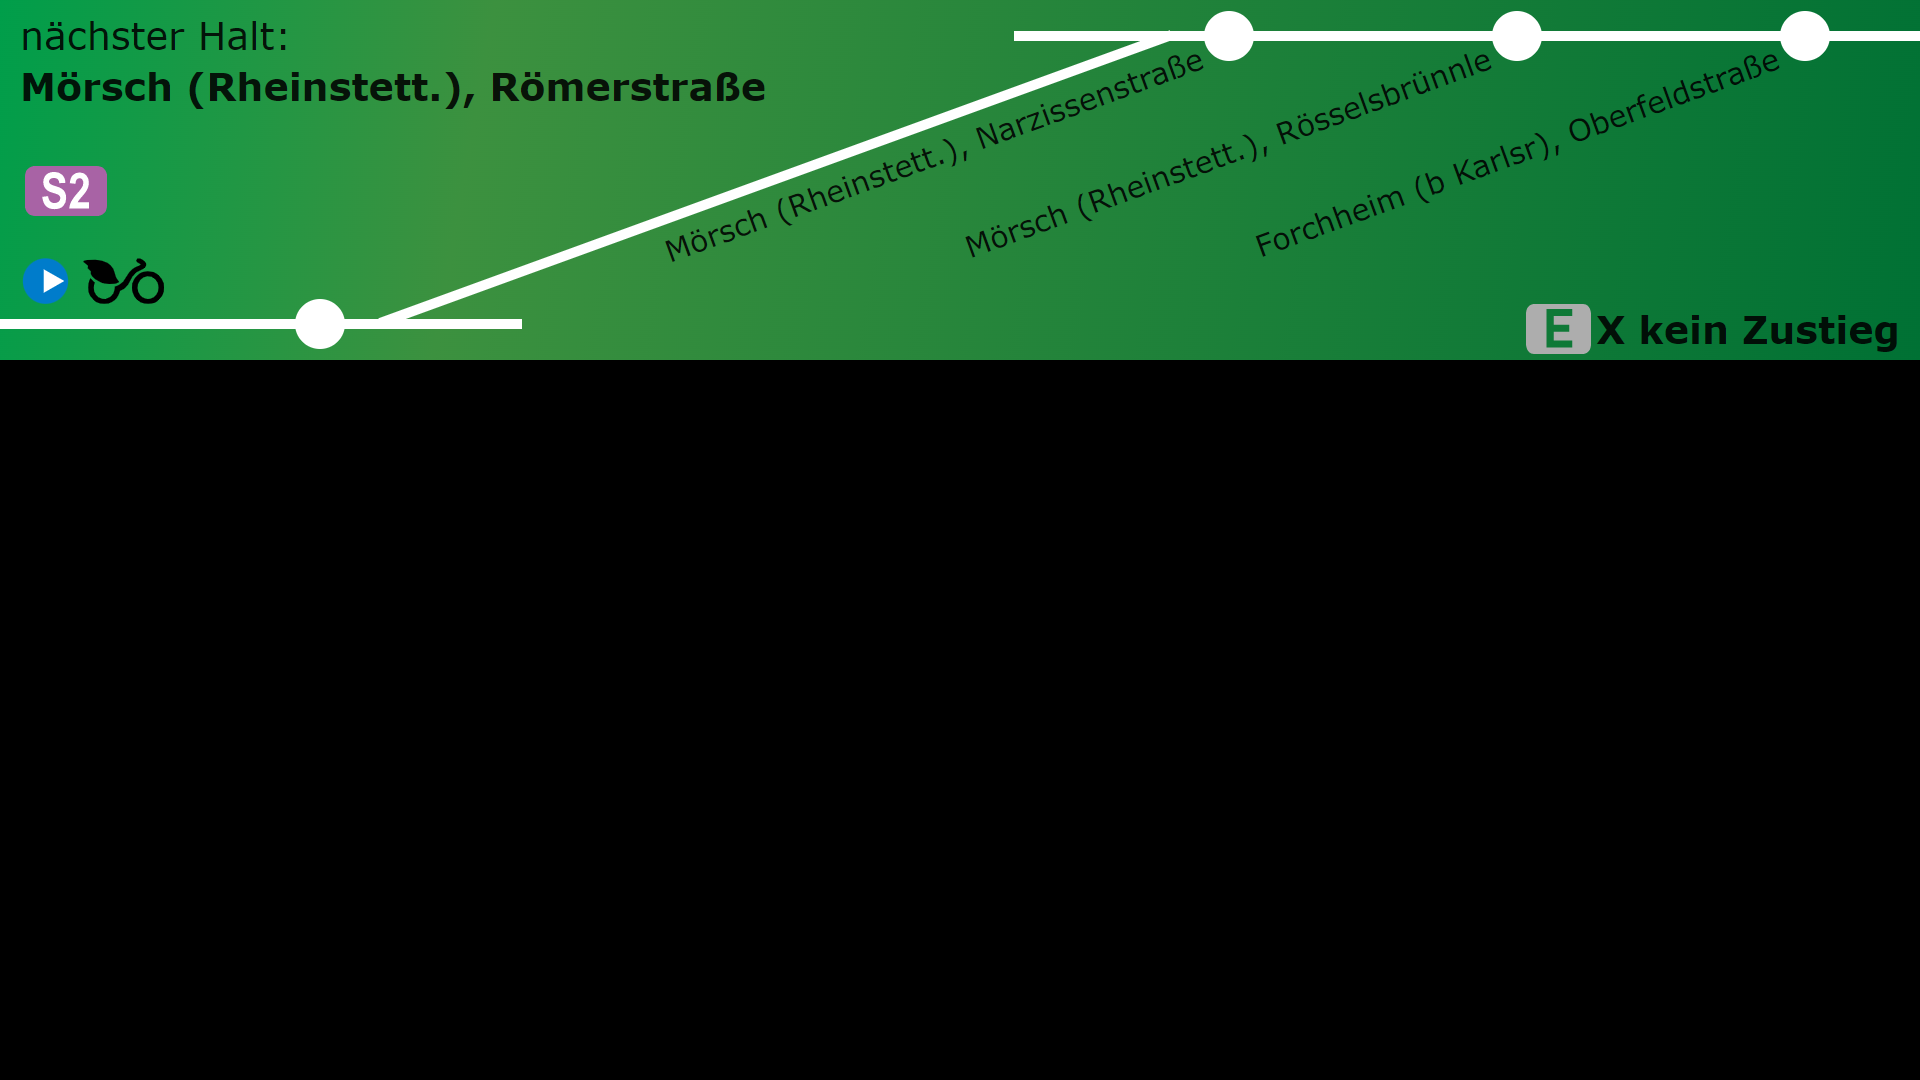 nächster Halt:
Mörsch (Rheinstett.), Römerstraße
S2
Mörsch (Rheinstett.), Narzissenstraße
Mörsch (Rheinstett.), Rösselsbrünnle
Forchheim (b Karlsr), Oberfeldstraße
E X kein Zustieg